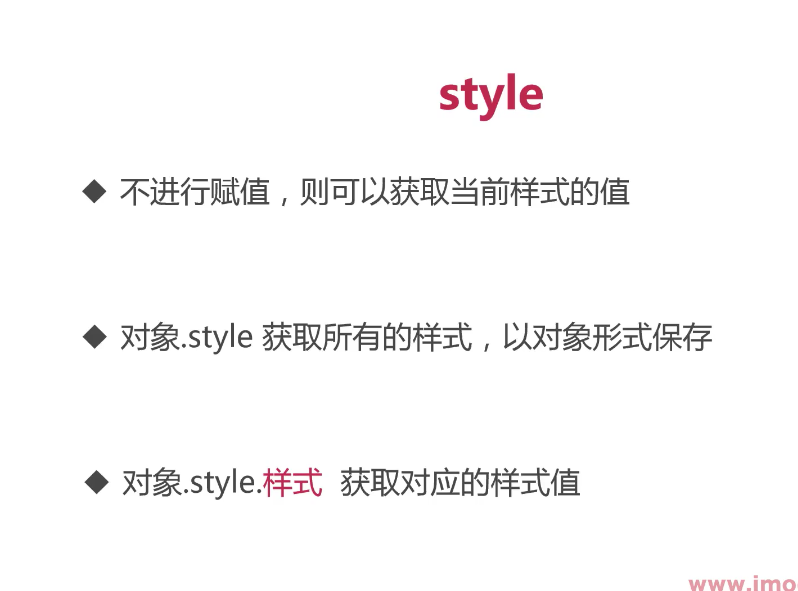 style
◆ 不进行赋值，则可以获取当前样式的值
◆ 对象.style 获取所有的样式，以对象形式保存
◆ 对象.style.样式 获取对应的样式值
www.imo